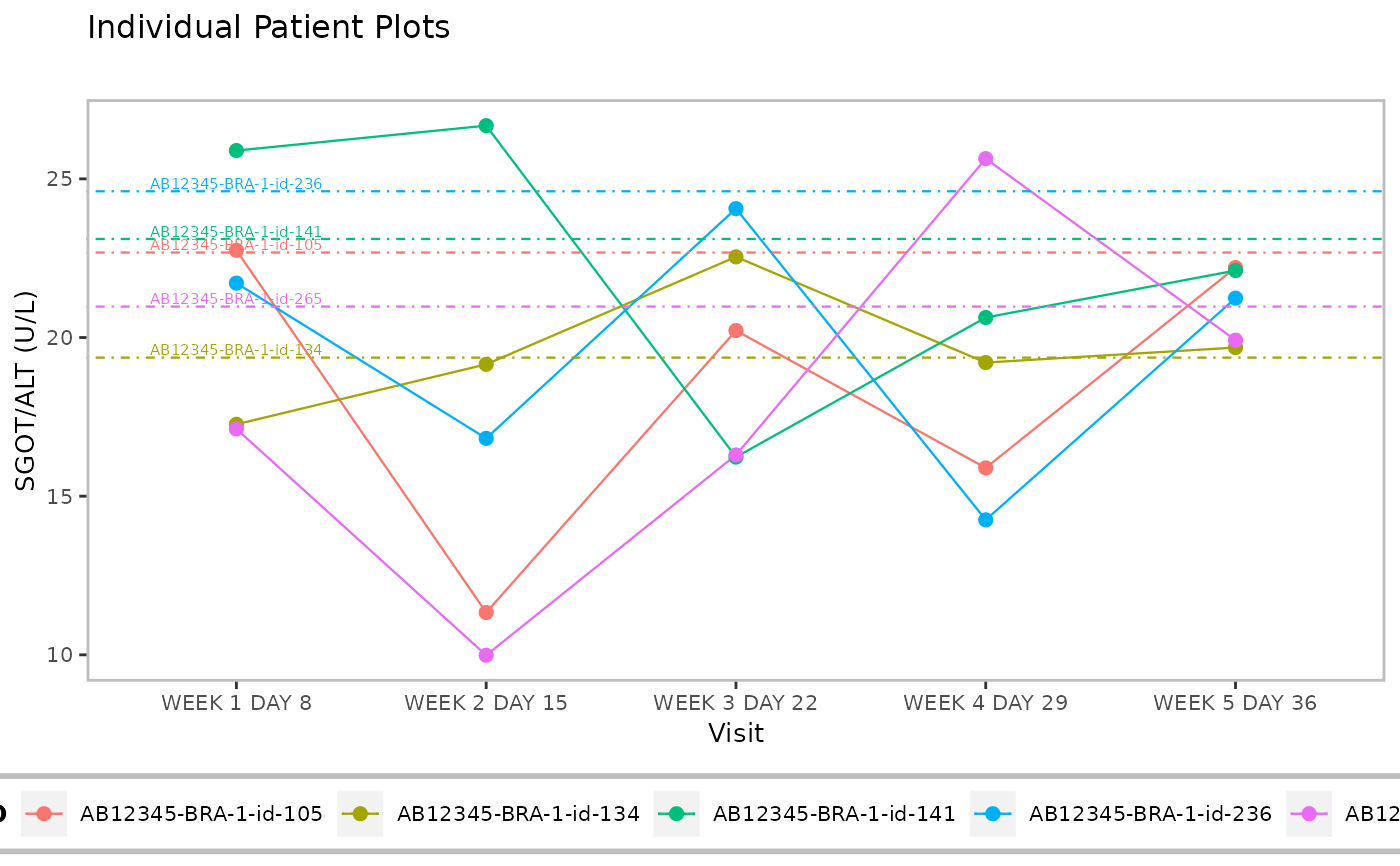 Individual Patient Plots
SGOT/ALT (U/L)
25
20
15
10
AB12345-BRA-1-id-236
AB12345-BRA-1-id-141
AB12345-BRA-1-id-105
AB12345-BRA-1-id-265
AB12345-BRA-1-id-134
WEEK 1 DAY 8 WEEK 2 DAY 15 WEEK 3 DAY 22 WEEK 4 DAY 29 WEEK 5 DAY 36
Visit
AB12345-BRA-1-id-105 AB12345-BRA-1-id-134 AB12345-BRA-1-id-141 AB12345-BRA-1-id-236 AB12